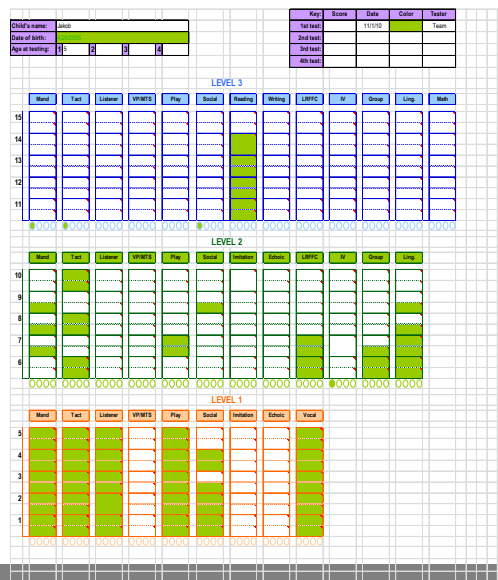 Key: Score Date Color Tester
Child's name: Jakob 1st test: 11/1/10 Team
Date of birth: 2nd test:
Age at testing: 1 5 2 3 4 3rd test:
4th test:
LEVEL 3
Mand Tact Listener VP/MTS Play Social Reading Writing LRFFC IV Group Ling. Math
15
14
13
12
11
LEVEL 2
Mand Tact Listener VP/MTS Play Social Imitation Echoic LRFFC IV Group Ling.
10
9
8
7
6
LEVEL 1
Mand Tact Listener VP/MTS Play Social Imitation Echoic Vocal
5
4
3
2
1